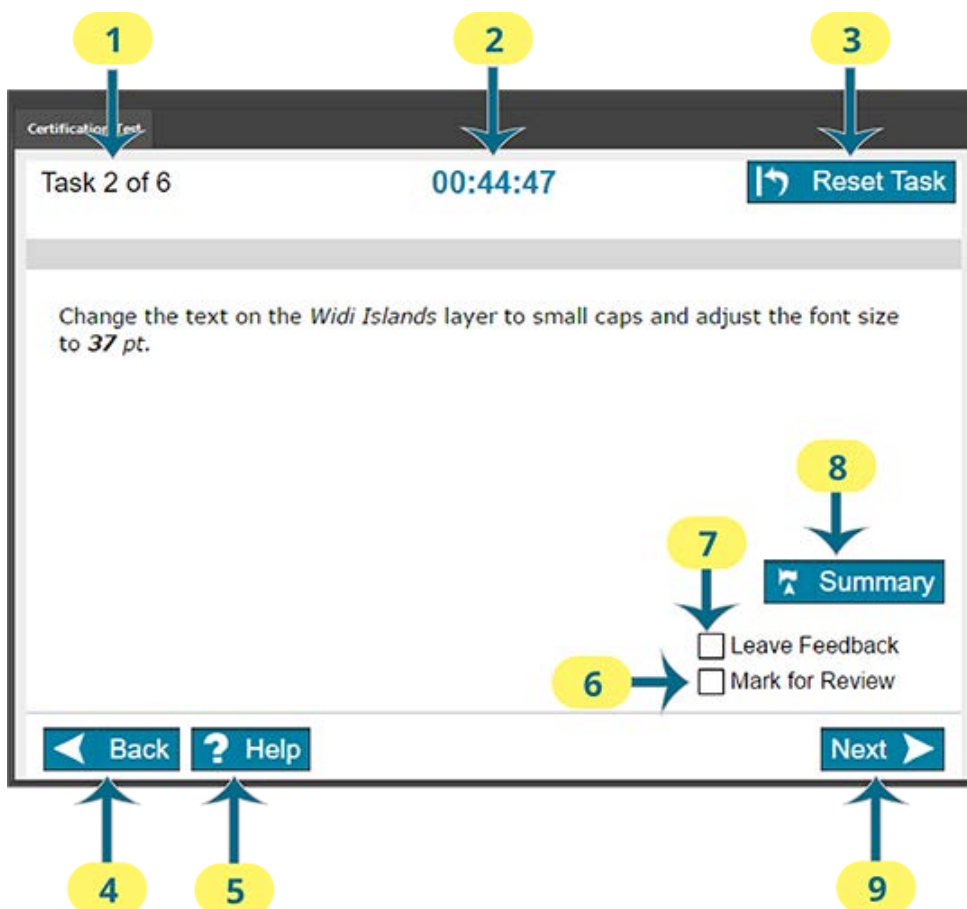 1 2 3
Certification Test
Task 2 of 6 00:44:47 Reset Task
Change the text on the Widi Islands layer to small caps and adjust the font size
to 37 pt.
8
7
Summary
Leave Feedback
6 Mark for Review
Back ? Help Next
4 5 9